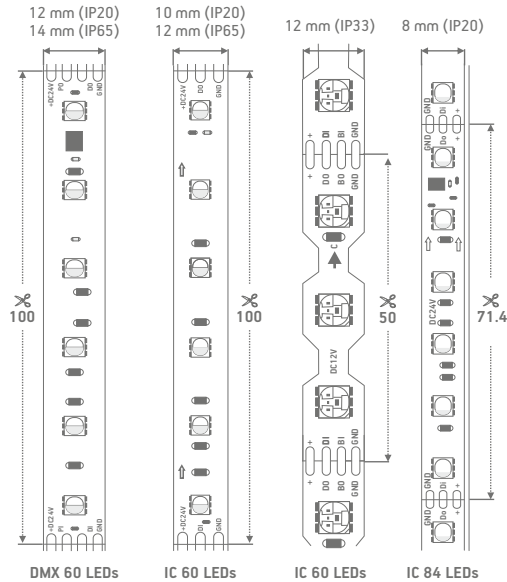 12 mm (IP20)
14 mm (IP65)
10 mm (IP20)
12 mm (IP65)
12 mm (IP33)
8 mm (IP20)
+DC24V
PO
DO
GND
+DC24V
DO
GND
+
DI
BI
GND
+
DO
BO
GND
GND
Di
+
GND
Do
+
C
DC12V
DC24V
100
100
50
71.4
+
DI
BI
GND
+
DO
BO
GND
GND
Di
+
GND
Do
+
+DC24V
PI
DI
GND
+DC24V
DI
GND
DMX 60 LEDs
IC 60 LEDs
IC 60 LEDs
IC 84 LEDs